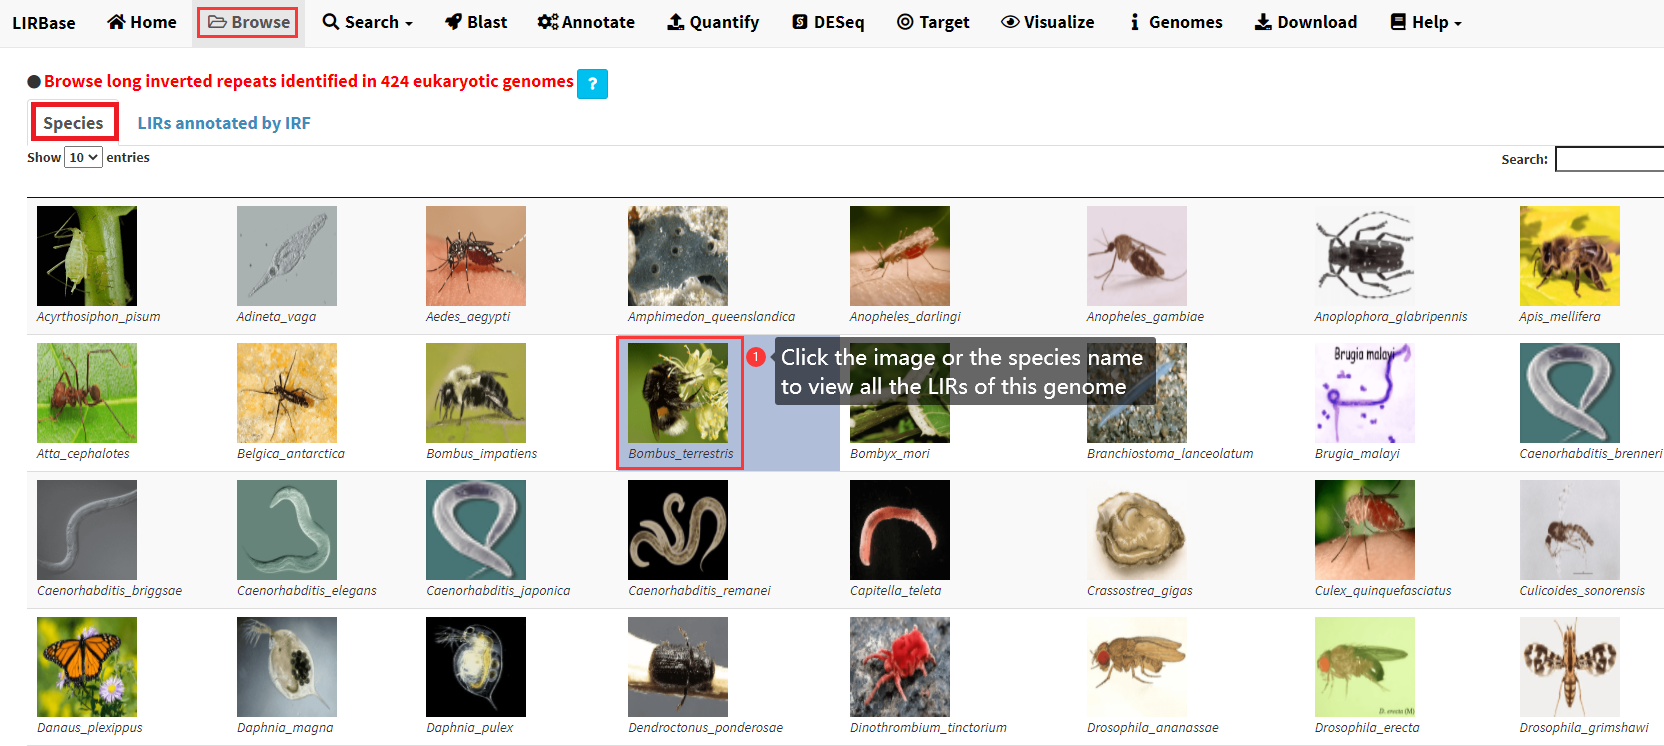 LIRBase Home Browse Search Blast Annotate Quantify DESeq Target Visualize Genomes Download Help
Browse long inverted repeats identified in 424 eukaryotic genomes ?
Species LIRs annotated by IRF
Show 10 entries Search:
Acyrthosiphon_pisum Adineta_vaga Aedes_aegypti Amphimedon_queenslandica Anopheles_darlingi Anopheles_gambiae Anoplophora_glabripennis Apis_mellifera
1 Click the image or the species name
to view all the LIRs of this genome
Brugia malayi
Atta_cephalotes Belgica_antarctica Bombus_impatiens Bombus_terrestris Bombyx_mori Branchiostoma_lanceolatum Brugia_malayi Caenorhabditis_brenneri
Caenorhabditis_briggsae Caenorhabditis_elegans Caenorhabditis_japonica Caenorhabditis_remanei Capitella_teleta Crassostrea_gigas Culex_quinquefasciatus Culicoides_sonorensis
D. erecta (M)
Danaus_plexippus Daphnia_magna Daphnia_pulex Dendroctonus_ponderosae Dinothrombium_tinctorium Drosophila_ananassae Drosophila_erecta Drosophila_grimshawi